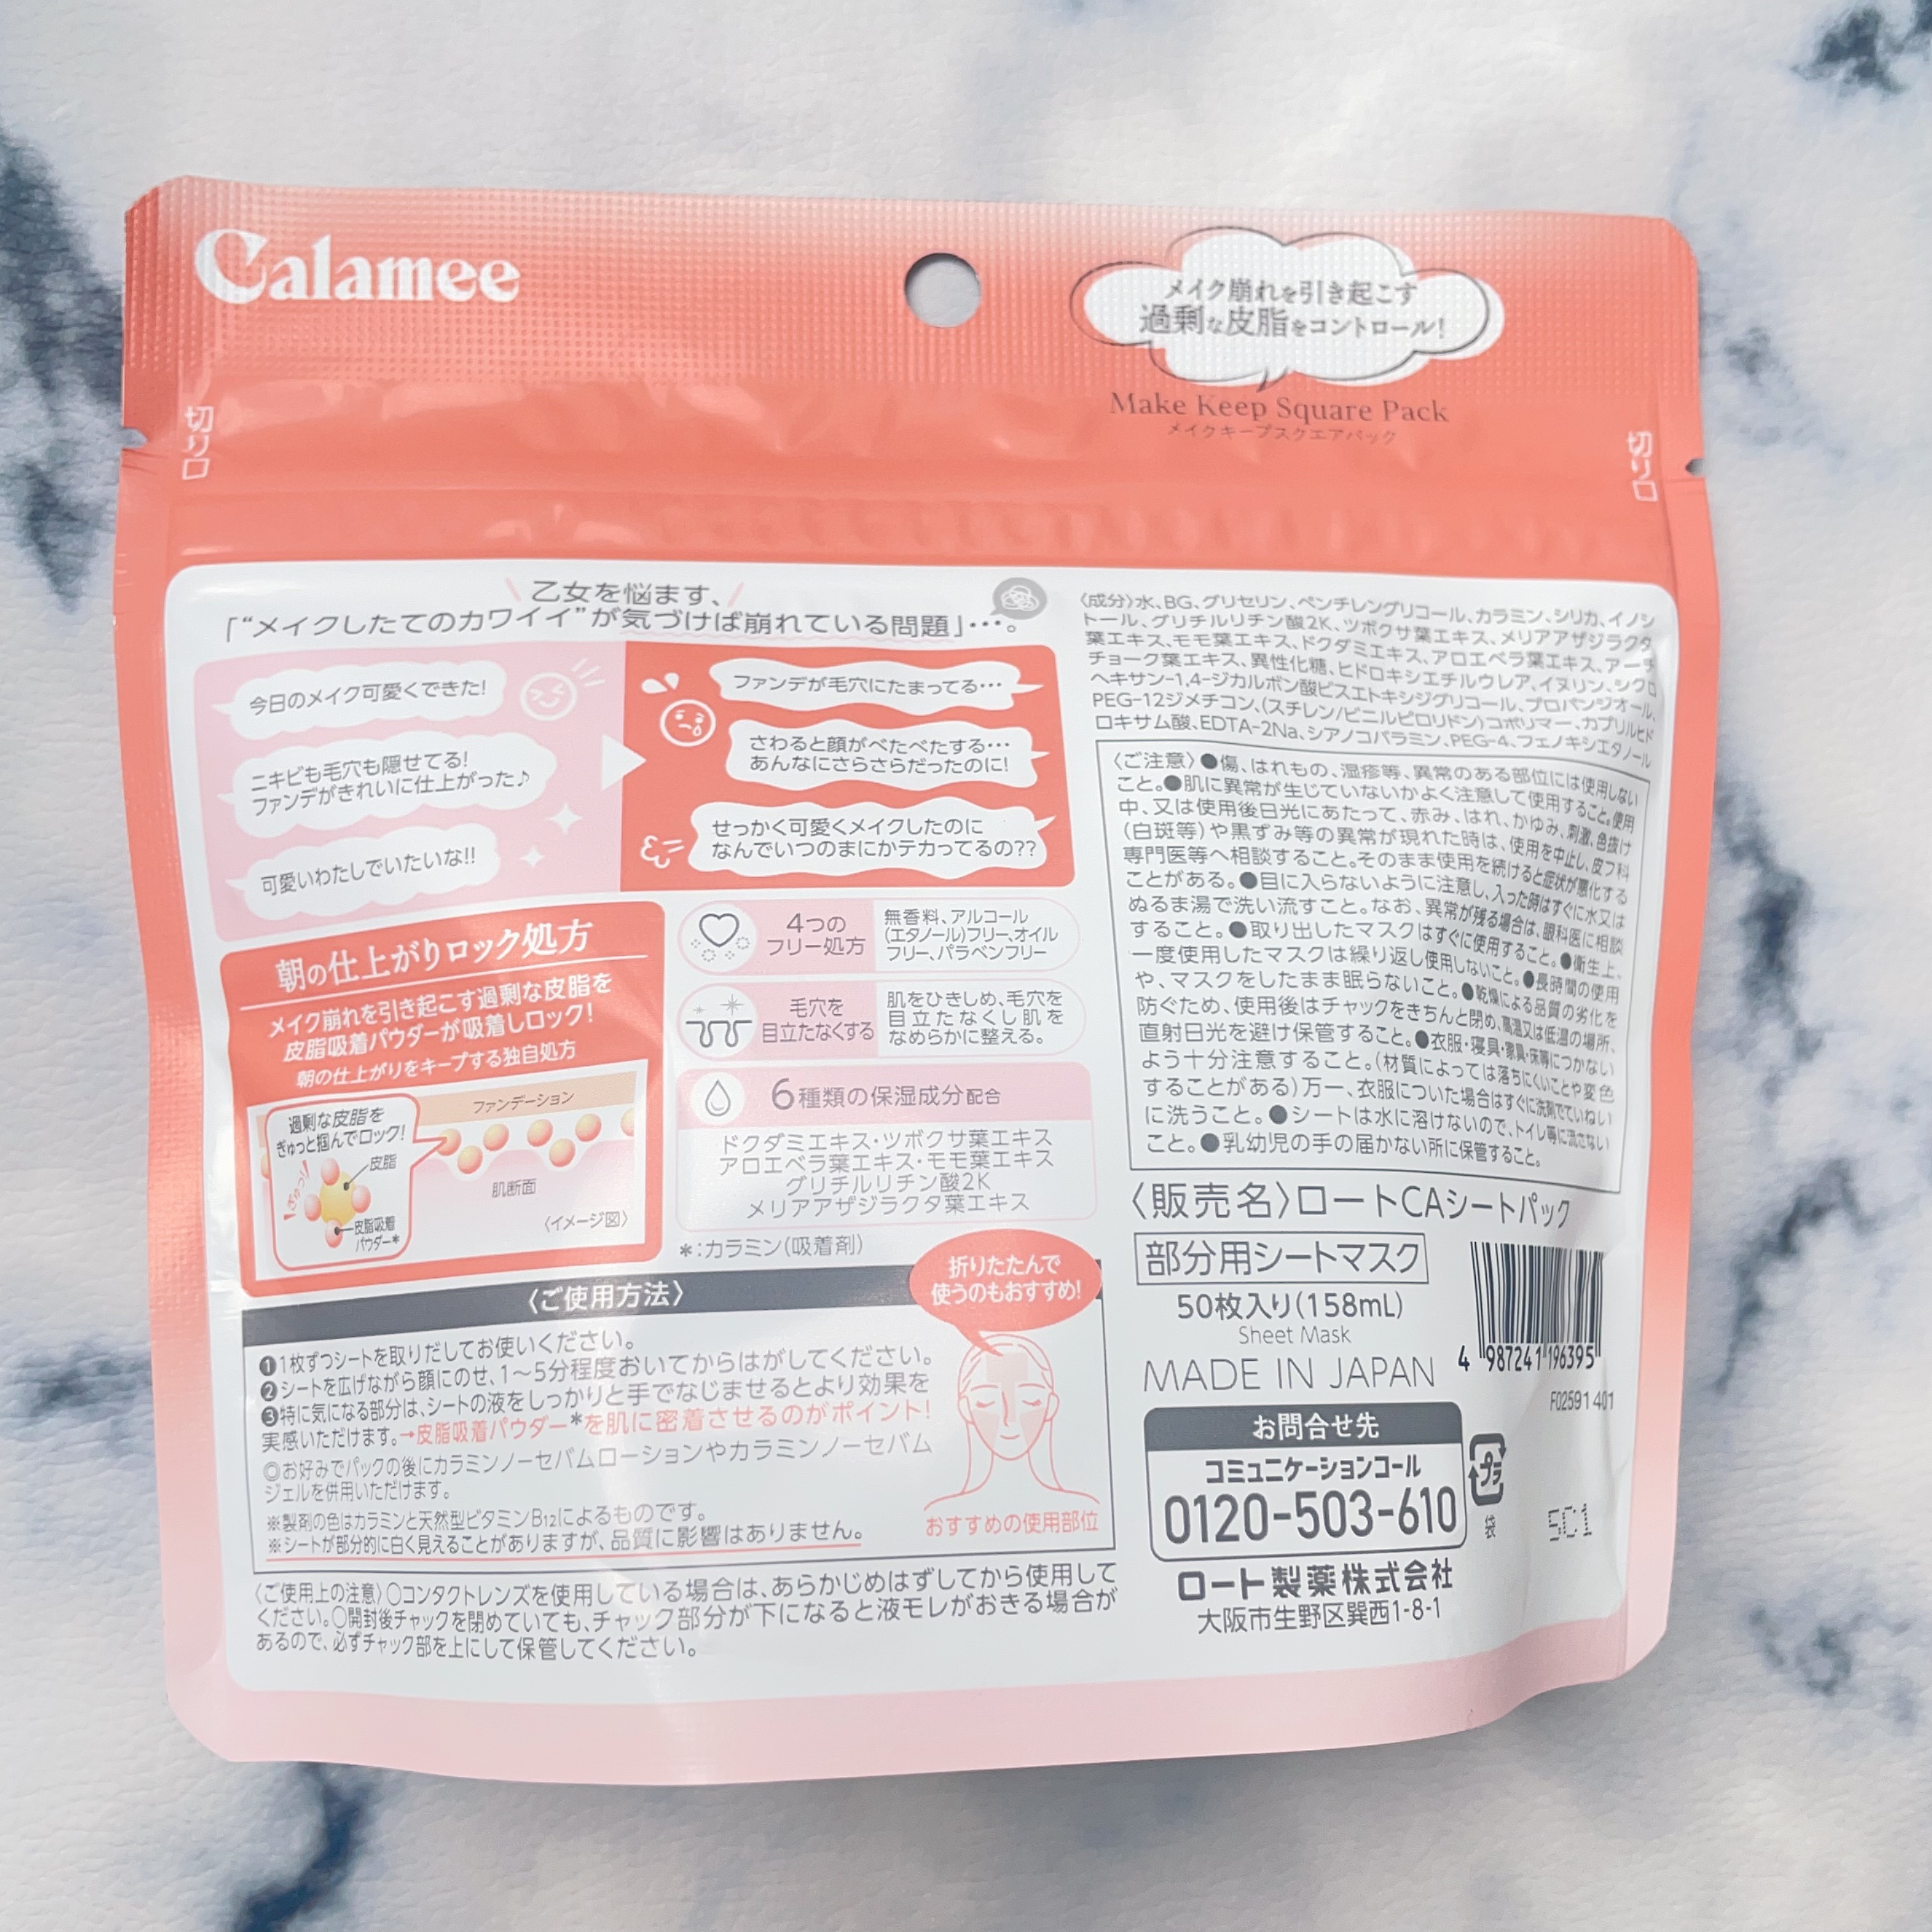 Calamee
メイク崩れを引き起こす
過剰な皮脂をコントロール!
Make Keep Square Pack
メイクキープスクエアパック
切り口
切り口
乙女を悩ます、
「“メイクしたてのカワイイ”が気づけば崩れている問題」…。
今日のメイク可愛くできた!
ニキビも毛穴も隠せてる!
ファンデがきれいに仕上がった♪
可愛いわたしでいたいな!!
ファンデが毛穴にたまってる…
さわると顔がべたべたする…
あんなにさらさらだったのに!
せっかく可愛くメイクしたのに
なんでいつのまにかテカってるの??
朝の仕上がりロック処方
メイク崩れを引き起こす過剰な皮脂を
皮脂吸着パウダーが吸着しロック!
朝の仕上がりをキープする独自処方
過剰な皮脂を
ぎゅっと掴んでロック!
皮脂
ぎゅっ!
皮脂吸着
パウダー*
ファンデーション
肌断面
〈イメージ図〉
4つの
フリー処方
無香料、アルコール
(エタノール)フリー、オイル
フリー、パラベンフリー
毛穴を
目立たなくする
肌をひきしめ、毛穴を
目立たなくし肌を
なめらかに整える。
6種類の保湿成分配合
ドクダミエキス・ツボクサ葉エキス
アロエベラ葉エキス・モモ葉エキス
グリチルリチン酸2K
メリアアザジラクタ葉エキス
*:カラミン(吸着剤)
〈ご使用方法〉
折りたたんで
使うのもおすすめ!
❶1枚ずつシートを取りだしてお使いください。
❷シートを広げながら顔にのせ、1〜5分程度おいてからはがしてください。
❸特に気になる部分は、シートの液をしっかりと手でなじませるとより効果を
実感いただけます。→皮脂吸着パウダー*を肌に密着させるのがポイント!
◎お好みでパックの後にカラミンノーセバムローションやカラミンノーセバム
ジェルを併用いただけます。
※製剤の色はカラミンと天然型ビタミンB12によるものです。
※シートが部分的に白く見えることがありますが、品質に影響はありません。
おすすめの使用部位
〈ご使用上の注意〉○コンタクトレンズを使用している場合は、あらかじめはずしてから使用して
ください。○開封後チャックを閉めていても、チャック部分が下になると液モレがおきる場合が
あるので、必ずチャック部を上にして保管してください。
〈成分〉水、BG、グリセリン、ペンチレングリコール、カラミン、シリカ、イノシ
トール、グリチルリチン酸2K、ツボクサ葉エキス、メリアアザジラクタ
葉エキス、モモ葉エキス、ドクダミエキス、アロエベラ葉エキス、アーチ
チョーク葉エキス、異性化糖、ヒドロキシエチルウレア、イヌリン、シクロ
ヘキサン-1,4-ジカルボン酸ビスエトキシジグリコール、プロパンジオール、
PEG-12ジメチコン、(スチレン/ビニルピロリドン)コポリマー、カプリルヒド
ロキサム酸、EDTA-2Na、シアノコバラミン、PEG-4、フェノキシエタノール
〈ご注意〉●傷、はれもの、湿疹等、異常のある部位には使用しない
こと。●肌に異常が生じていないかよく注意して使用すること。使用
中、又は使用後日光にあたって、赤み、はれ、かゆみ、刺激、色抜け
(白斑等)や黒ずみ等の異常が現れた時は、使用を中止し、皮フ科
専門医等へ相談すること。そのまま使用を続けると症状が悪化する
ことがある。●目に入らないように注意し、入った時はすぐに水又は
ぬるま湯で洗い流すこと。なお、異常が残る場合は、眼科医に相談
すること。●取り出したマスクはすぐに使用すること。●衛生上、
一度使用したマスクは繰り返し使用しないこと。●長時間の使用
や、マスクをしたまま眠らないこと。●乾燥による品質の劣化を
防ぐため、使用後はチャックをきちんと閉め、高温又は低温の場所、
直射日光を避け保管すること。●衣服・寝具・家具・床等につかない
よう十分注意すること。(材質によっては落ちにくいことや変色
することがある)万一、衣服についた場合はすぐに洗剤でていねい
に洗うこと。●シートは水に溶けないので、トイレ等に流さない
こと。●乳幼児の手の届かない所に保管すること。
〈販売名〉ロートCAシートパック
部分用シートマスク
50枚入り(158mL)
Sheet Mask
MADE IN JAPAN
4 987241 196395
F02591401
お問合せ先
コミュニケーションコール
0120-503-610
プラ
袋
SC1
ロート製薬株式会社
大阪市生野区巽西1-8-1